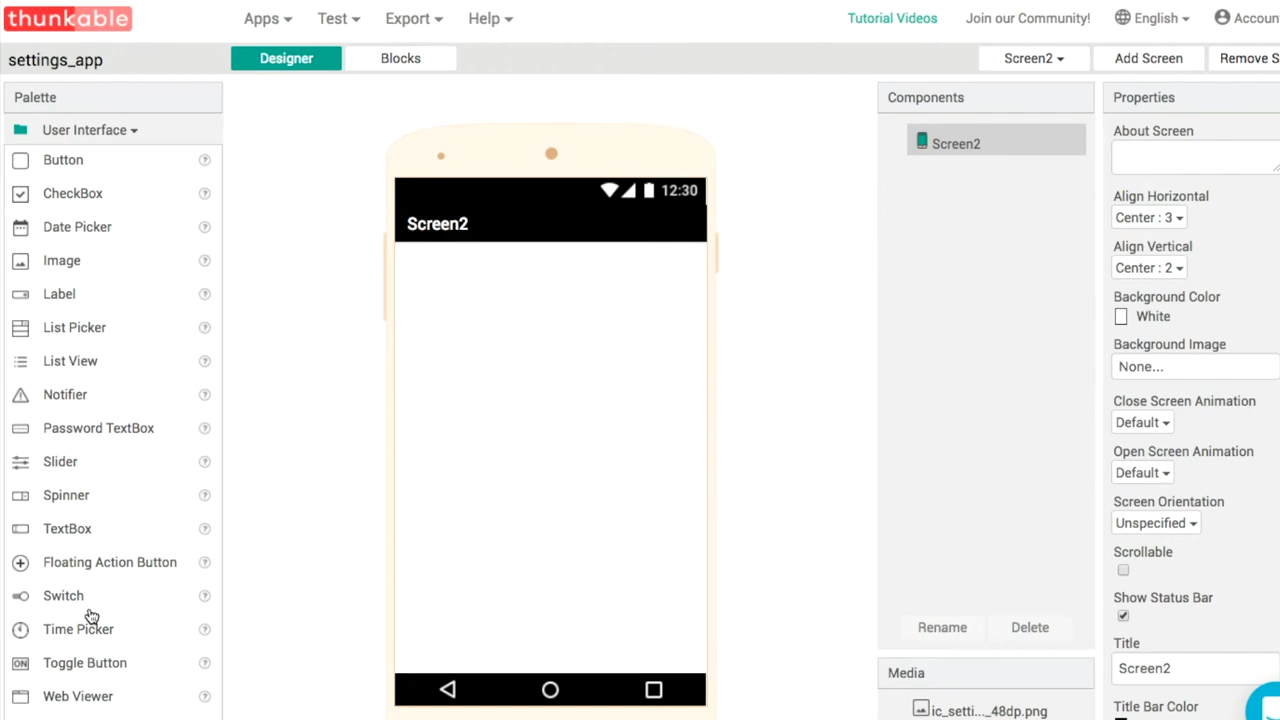 thunkable
Apps
Test
Export
Help
Tutorial Videos
Join our Community!
English
Accoun
settings_app
Designer
Blocks
Screen2
Add Screen
Remove S
Palette
User Interface
Button
?
CheckBox
?
Date Picker
?
Image
?
Label
?
List Picker
?
List View
?
Notifier
?
Password TextBox
?
Slider
?
Spinner
?
TextBox
?
Floating Action Button
?
Switch
?
Time Picker
?
ON
Toggle Button
?
Web Viewer
?
12:30
Screen2
Components
Screen2
Rename
Delete
Media
ic_setti..._48dp.png
Properties
About Screen
Align Horizontal
Center : 3
Align Vertical
Center : 2
Background Color
White
Background Image
None...
Close Screen Animation
Default
Open Screen Animation
Default
Screen Orientation
Unspecified
Scrollable
Show Status Bar
Title
Screen2
Title Bar Color